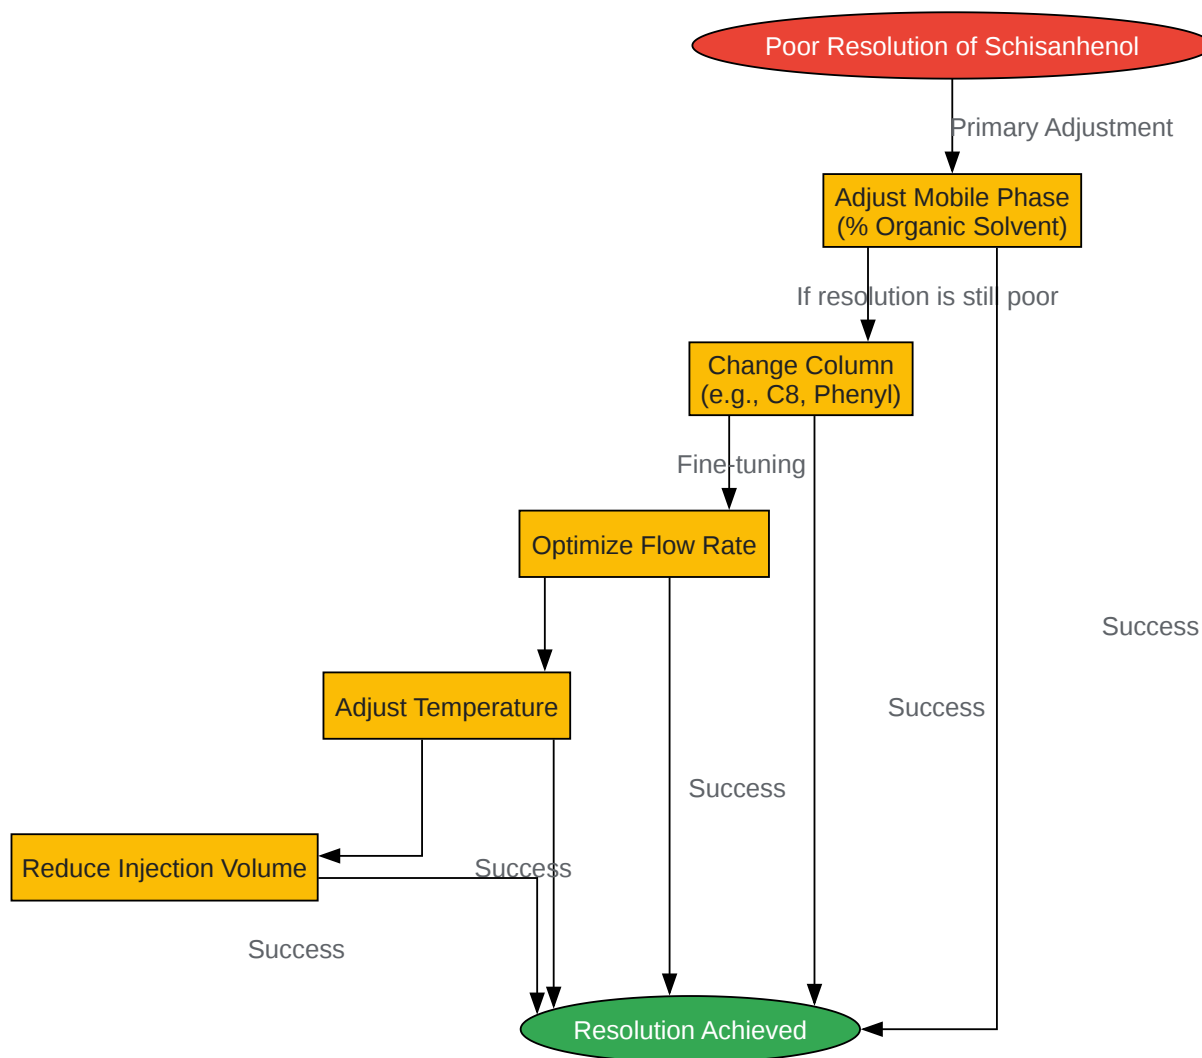 Poor Resolution of Schisanhenol
Primary Adjustment
Adjust Mobile Phase
(% Organic Solvent)
If resolution is still poor
Change Column
(e.g., C8, Phenyl)
Fine-tuning
Optimize Flow Rate
Success
Adjust Temperature
Success
Success
Reduce Injection Volume
Success
Success
Resolution Achieved